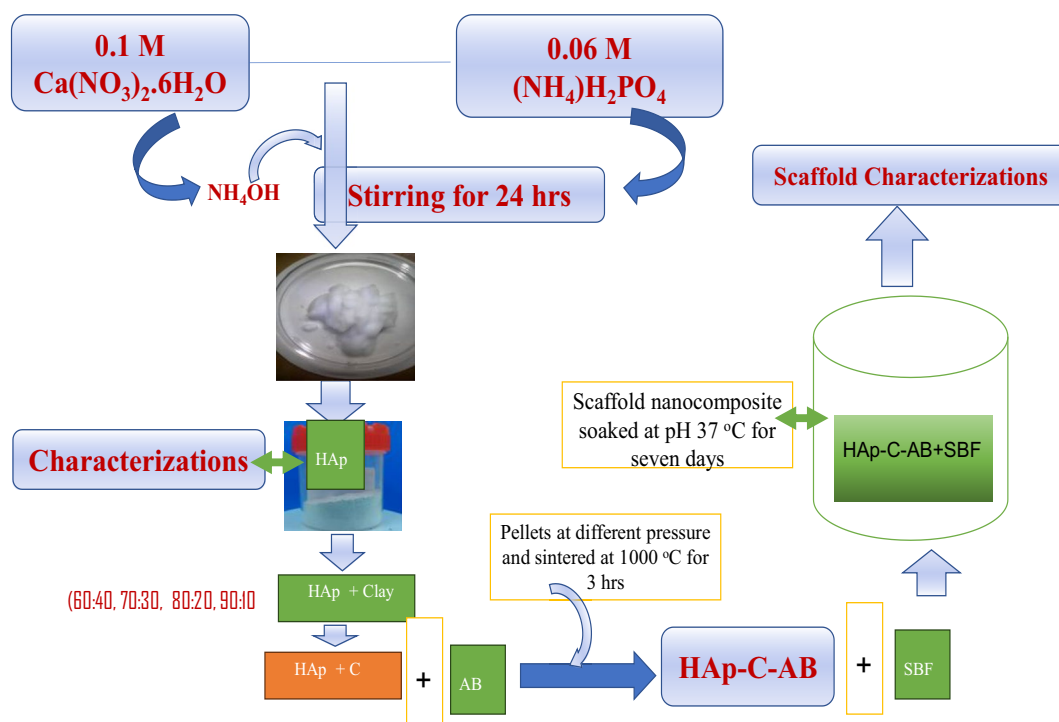 0.1 M
Ca(NO₃)₂.6H₂O
0.06 M
(NH₄)H₂PO₄
NH₄OH
Stirring for 24 hrs
Scaffold Characterizations
Characterizations
HAp
Scaffold nanocomposite
soaked at pH 37 °C for
seven days
HAp-C-AB+SBF
Pellets at different pressure
and sintered at 1000 °C for
3 hrs
(60:40, 70:30, 80:20, 90:10
HAp + Clay
HAp + C
+
AB
HAp-C-AB
+
SBF